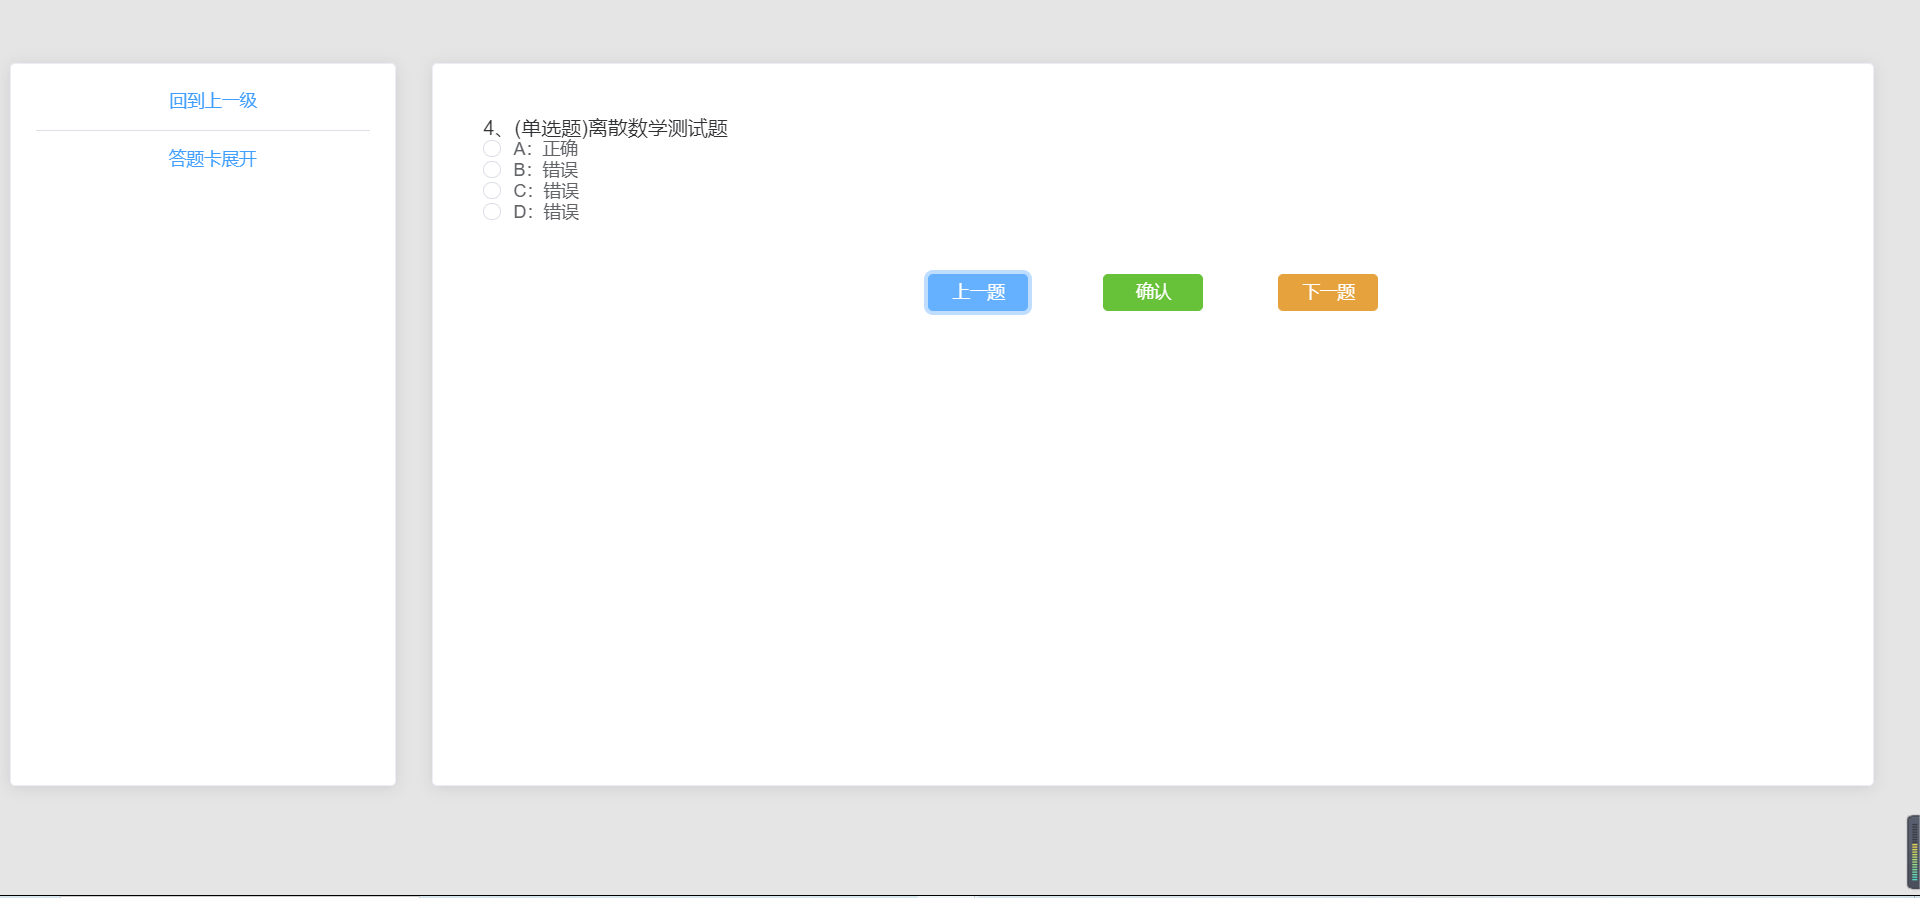 回到上一级
答题卡展开
4、(单选题)离散数学测试题
A：正确
B：错误
C：错误
D：错误
上一题
确认
下一题